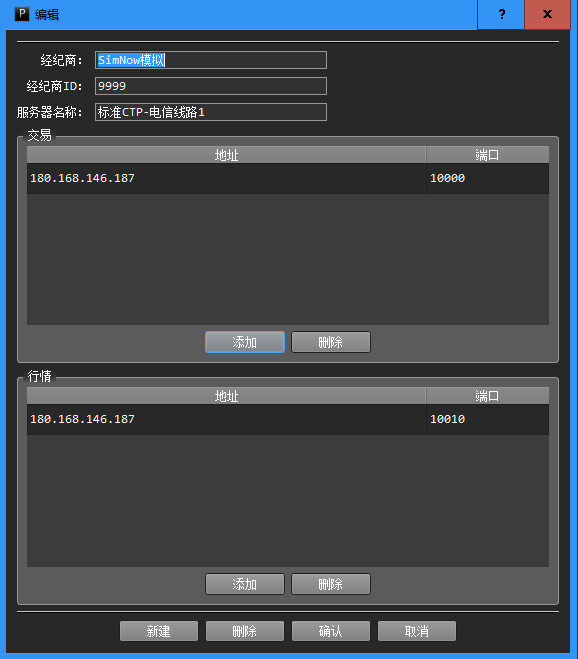 P 编辑 ? x
经纪商: SimNow模拟
经纪商ID: 9999
服务器名称: 标准CTP-电信线路1
交易
地址 端口
180.168.146.187 10000
添加 删除
行情
地址 端口
180.168.146.187 10010
添加 删除
新建 删除 确认 取消